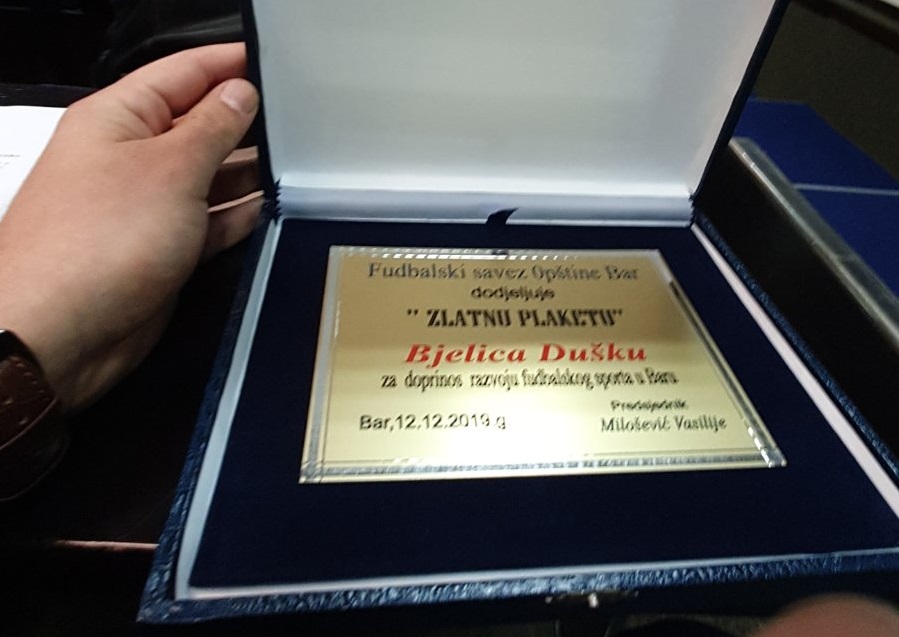 Fudbalski savez Opštine Bar
dodjeljuje
" ZLATNU PLAKETU"
Bjelica Dušku
za doprinos razvoju fudbalskog sporta u Baru
Bar,12.12.2019.g
Predsjednik
Milošević Vasilije